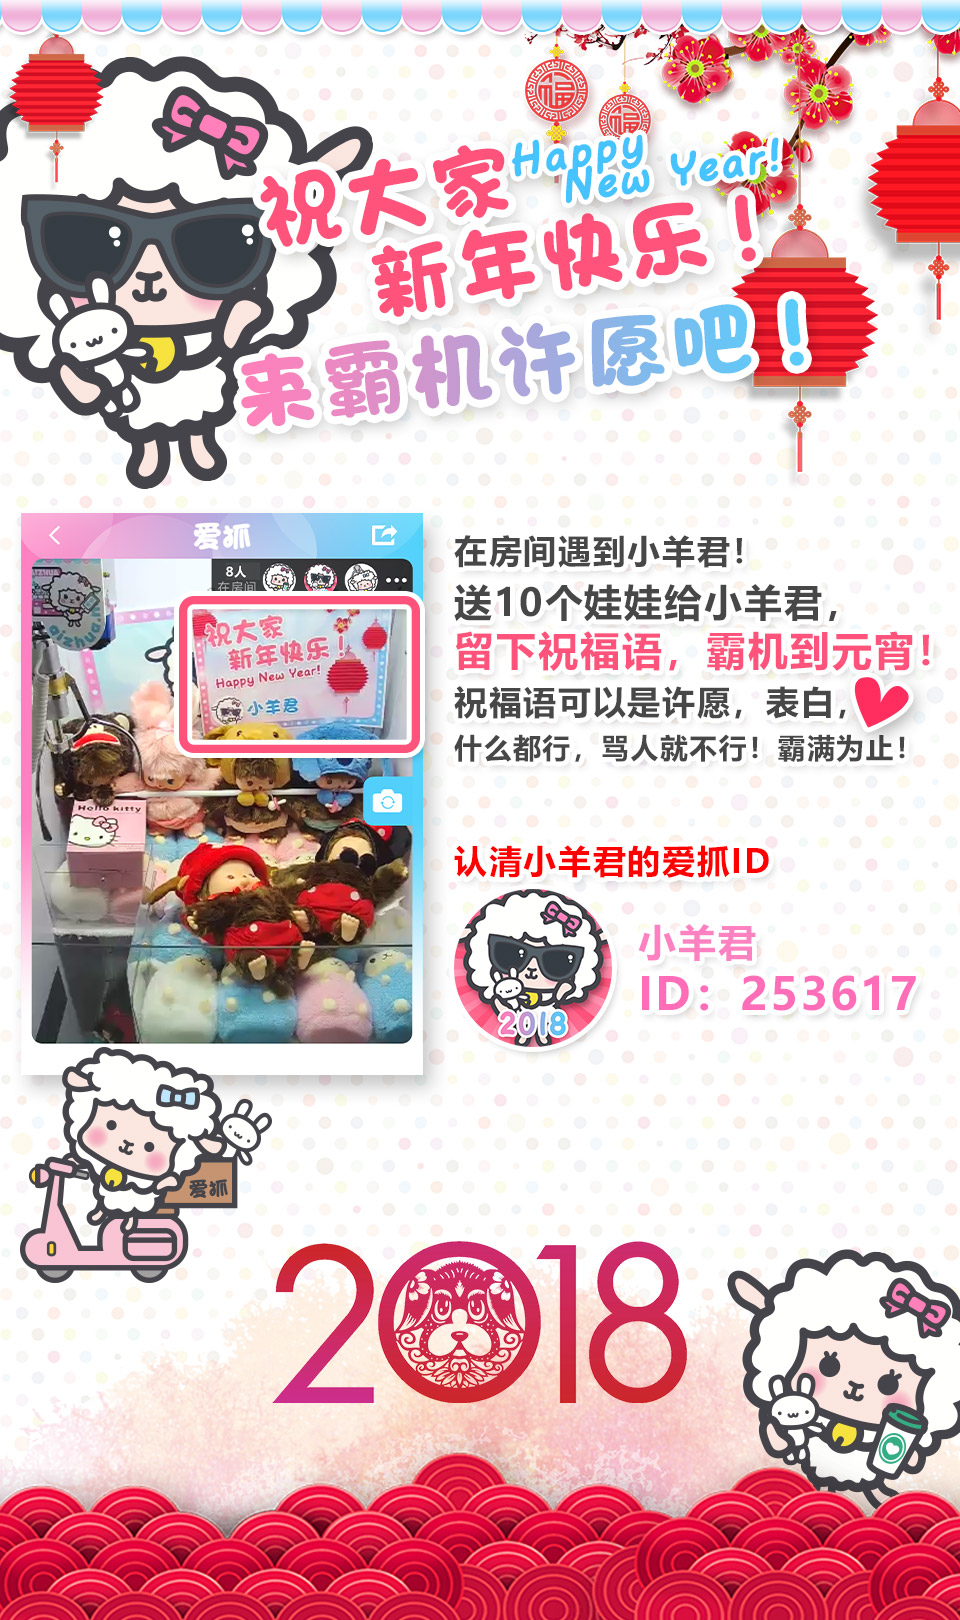 福
福
祝大家
Happy
New Year!
新年快乐！
来霸机许愿吧！
爱抓
8人
在房间
祝大家
新年快乐！
Happy New Year!
小羊君
Hello kitty
在房间遇到小羊君！
送10个娃娃给小羊君，
留下祝福语，霸机到元宵！
祝福语可以是许愿，表白，
什么都行，骂人就不行！霸满为止！
认清小羊君的爱抓ID
2018
小羊君
ID：253617
爱抓
2018